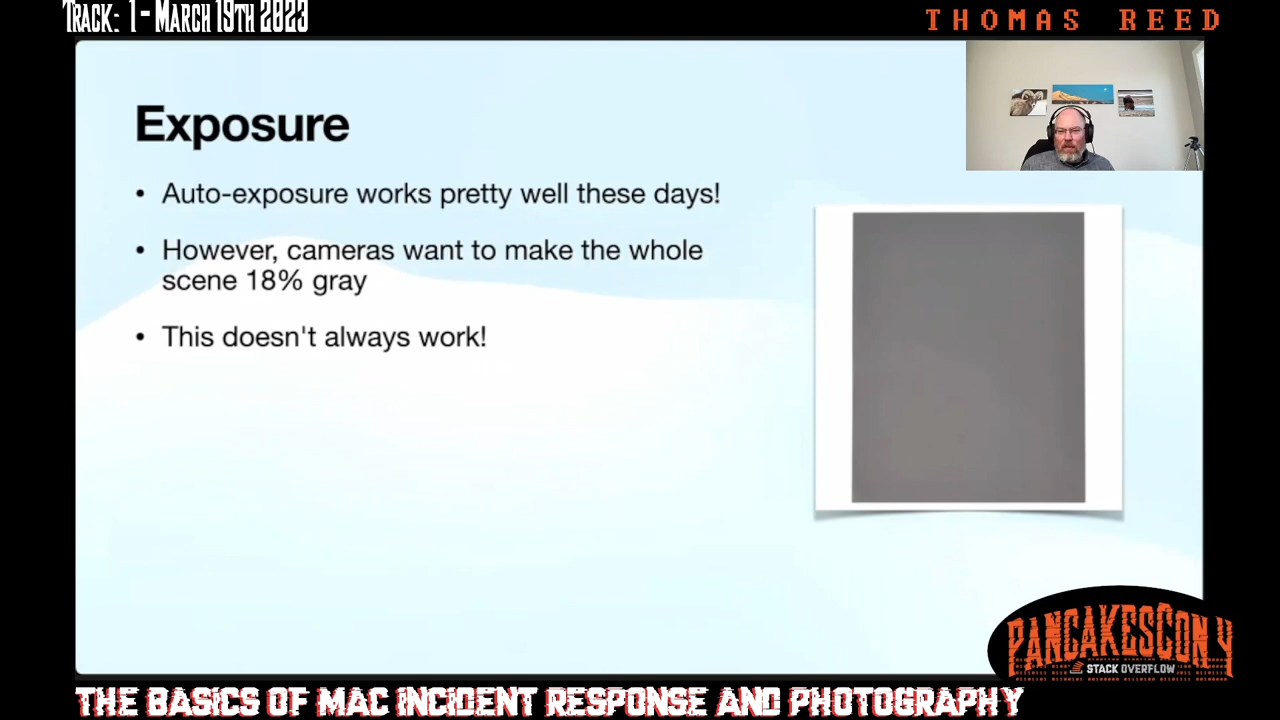 TRACK: 1 - MARCH 19TH 2023
THOMAS REED
Exposure
• Auto-exposure works pretty well these days!
• However, cameras want to make the whole
scene 18% gray
• This doesn't always work!
PANCAKESCON 4
STACK OVERFLOW
THE BASICS OF MAC INCIDENT RESPONSE AND PHOTOGRAPHY